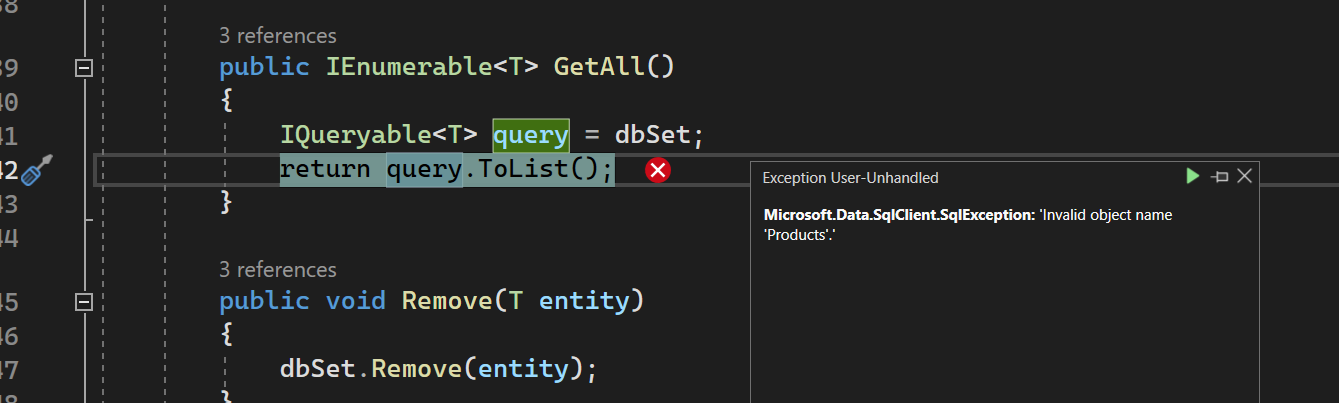 38
3 references
39 public IEnumerable<T> GetAll()
40 {
41 IQueryable<T> query = dbSet;
42 return query.ToList();
Exception User-Unhandled
Microsoft.Data.SqlClient.SqlException: 'Invalid object name
'Products'.'
43 }
44
3 references
45 public void Remove(T entity)
46 {
47 dbSet.Remove(entity);
48 }